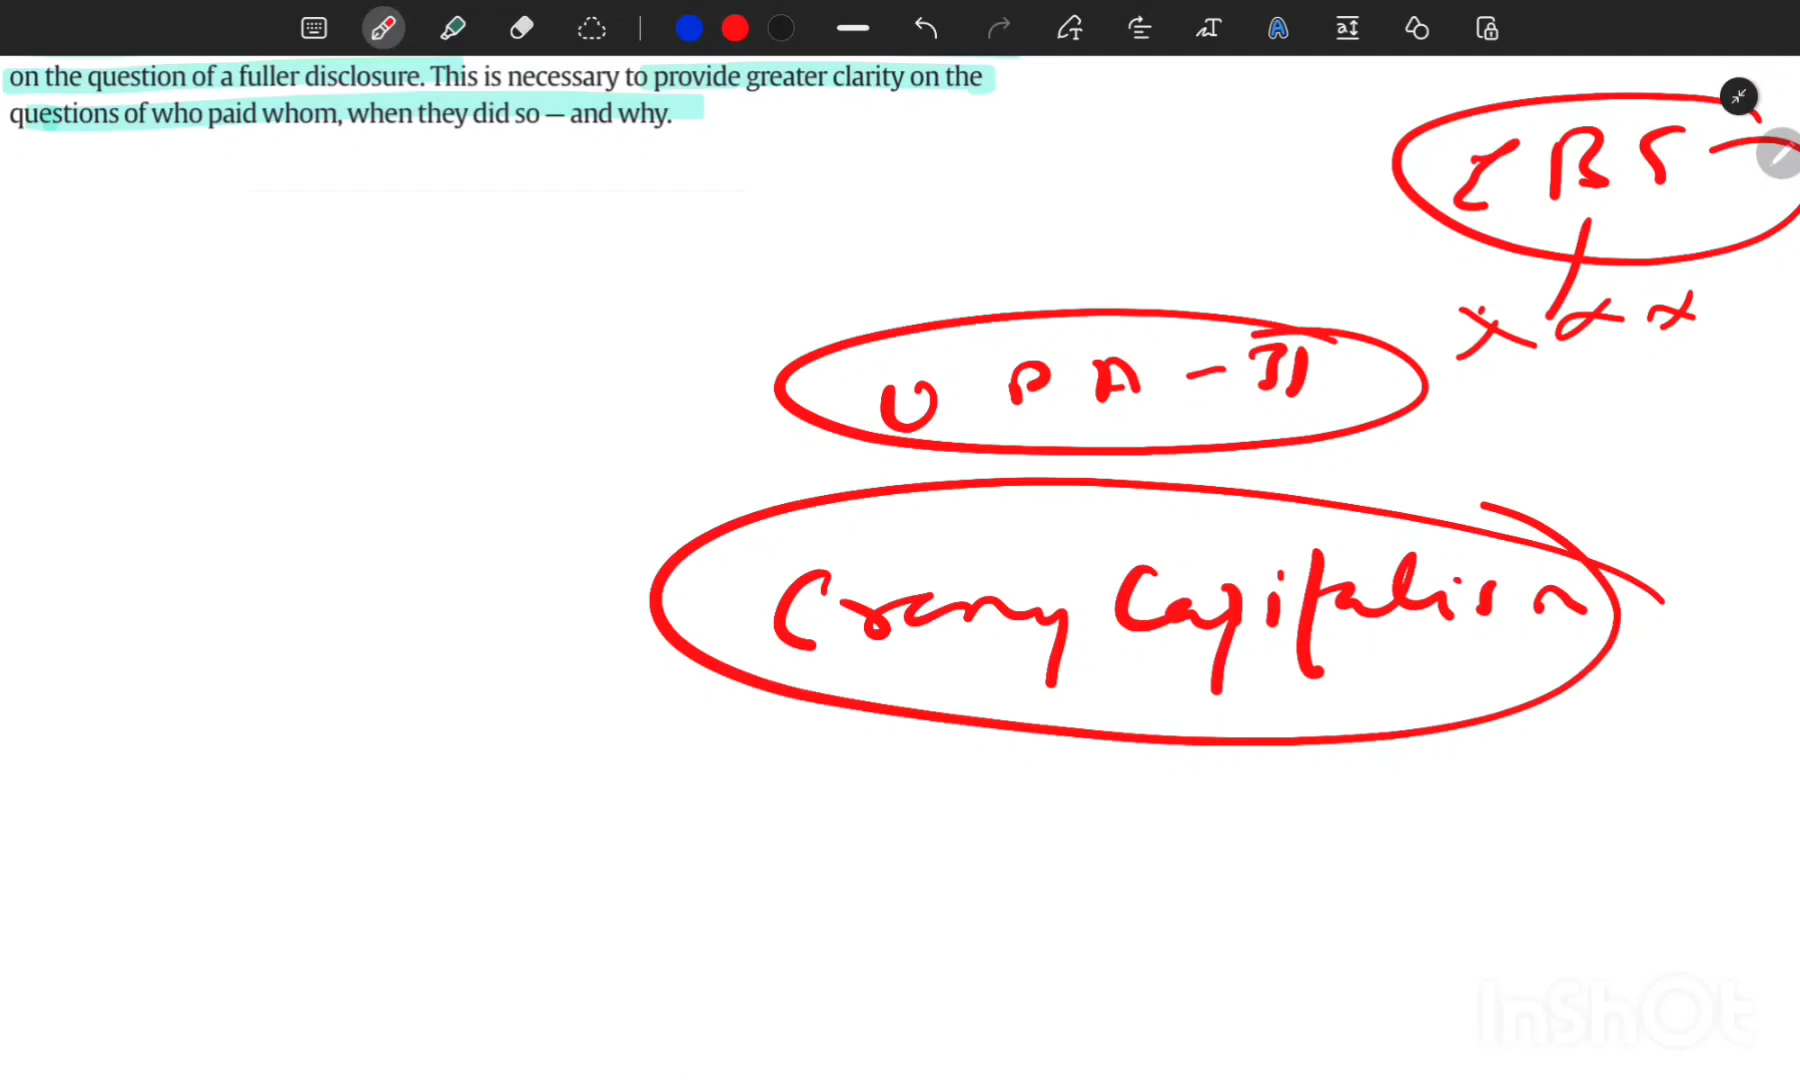 on the question of a fuller disclosure. This is necessary to provide greater clarity on the
questions of who paid whom, when they did so — and why.
EBS
x x x
UPA - II
Crony Capitalism
InShOt